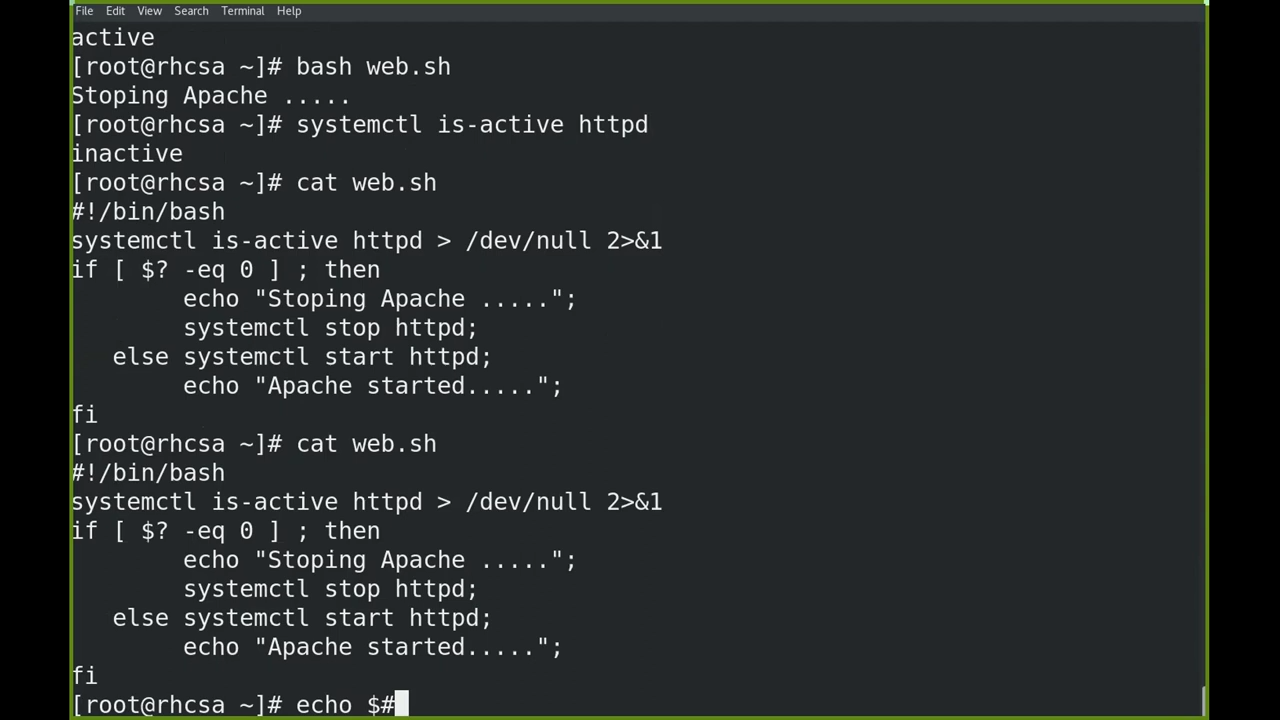 File Edit View Search Terminal Help
active
[root@rhcsa ~]# bash web.sh
Stoping Apache .....
[root@rhcsa ~]# systemctl is-active httpd
inactive
[root@rhcsa ~]# cat web.sh
#!/bin/bash
systemctl is-active httpd > /dev/null 2>&1
if [ $? -eq 0 ] ; then
        echo "Stoping Apache .....";
        systemctl stop httpd;
   else systemctl start httpd;
        echo "Apache started.....";
fi
[root@rhcsa ~]# cat web.sh
#!/bin/bash
systemctl is-active httpd > /dev/null 2>&1
if [ $? -eq 0 ] ; then
        echo "Stoping Apache .....";
        systemctl stop httpd;
   else systemctl start httpd;
        echo "Apache started.....";
fi
[root@rhcsa ~]# echo $#